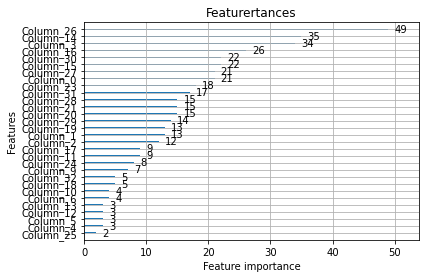 Featurertances
Column_26 49
Column_14 35
Column_3 34
Column_16 26
Column_30 22
Column_15 22
Column_27 21
Column_0 21
Column_23 18
Column_31 17
Column_28 15
Column_21 15
Column_20 15
Column_29 14
Column_19 13
Column_1 13
Column_2 12
Column_17 9
Column_11 9
Column_24 8
Column_9 7
Column_32 5
Column_18 5
Column_10 4
Column_6 4
Column_13 3
Column_12 3
Column_5 3
Column_4 3
Column_25 2
Features
0 10 20 30 40 50
Feature importance